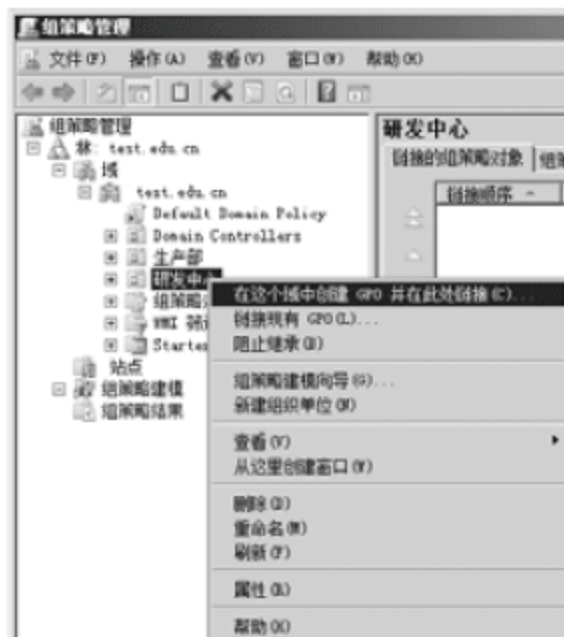 组策略管理
文件(F) 操作(A) 查看(V) 窗口(W) 帮助(H)
组策略管理
林: test.edu.cn
域
test.edu.cn
Default Domain Policy
Domain Controllers
生产部
研发中心
组策略
WMI 筛
Starte
站点
组策略建模
组策略结果
研发中心
链接的组策略对象
链接顺序
在这个域中创建 GPO 并在此处链接(C)...
链接现有 GPO(L)...
阻止继承(B)
组策略建模向导(G)...
新建组织单位(N)
查看(V)
从这里创建窗口(W)
删除(D)
重命名(M)
刷新(F)
属性(R)
帮助(H)